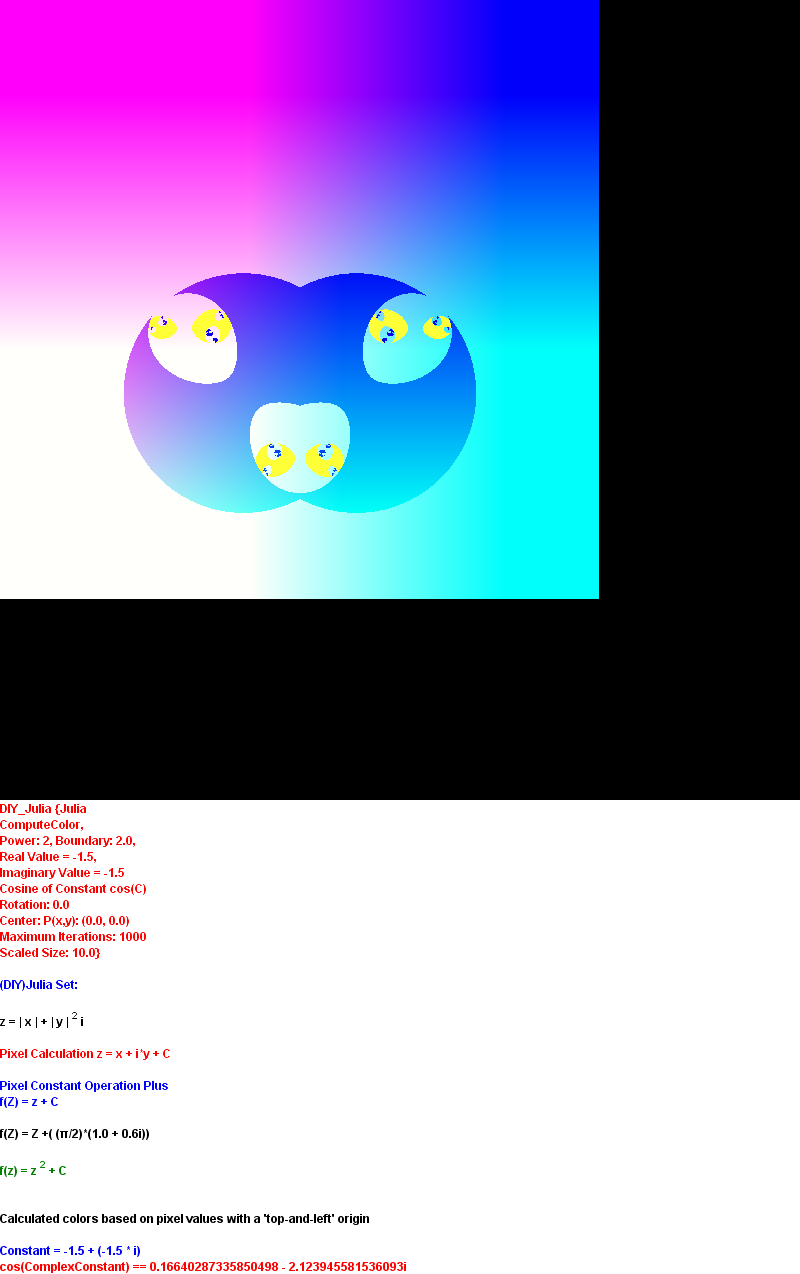 DIY_Julia {Julia
ComputeColor,
Power: 2, Boundary: 2.0,
Real Value = -1.5,
Imaginary Value = -1.5
Cosine of Constant cos(C)
Rotation: 0.0
Center: P(x,y): (0.0, 0.0)
Maximum Iterations: 1000
Scaled Size: 10.0}
(DIY)Julia Set:
z = | x | + | y | ² i
Pixel Calculation z = x + i*y + C
Pixel Constant Operation Plus
f(Z) = z + C
f(Z) = Z +( (π/2)*(1.0 + 0.6i))
f(z) = z ² + C
Calculated colors based on pixel values with a 'top-and-left' origin
Constant = -1.5 + (-1.5 * i)
cos(ComplexConstant) == 0.16640287335850498 - 2.123945581536093i